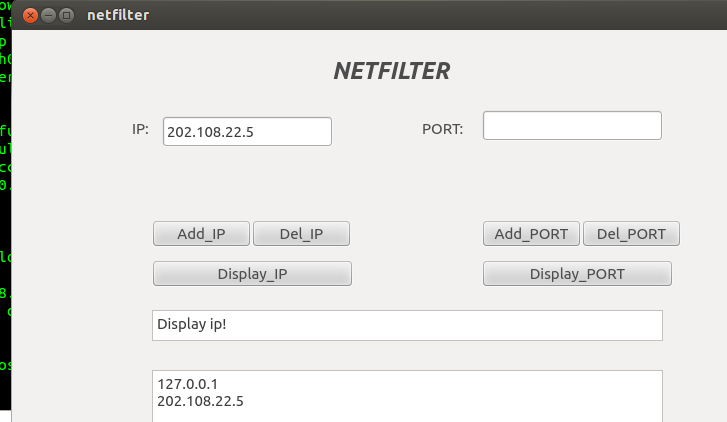 netfilter
NETFILTER
IP: 202.108.22.5 PORT:
Add_IP Del_IP Add_PORT Del_PORT
Display_IP Display_PORT
Display ip!
127.0.0.1
202.108.22.5